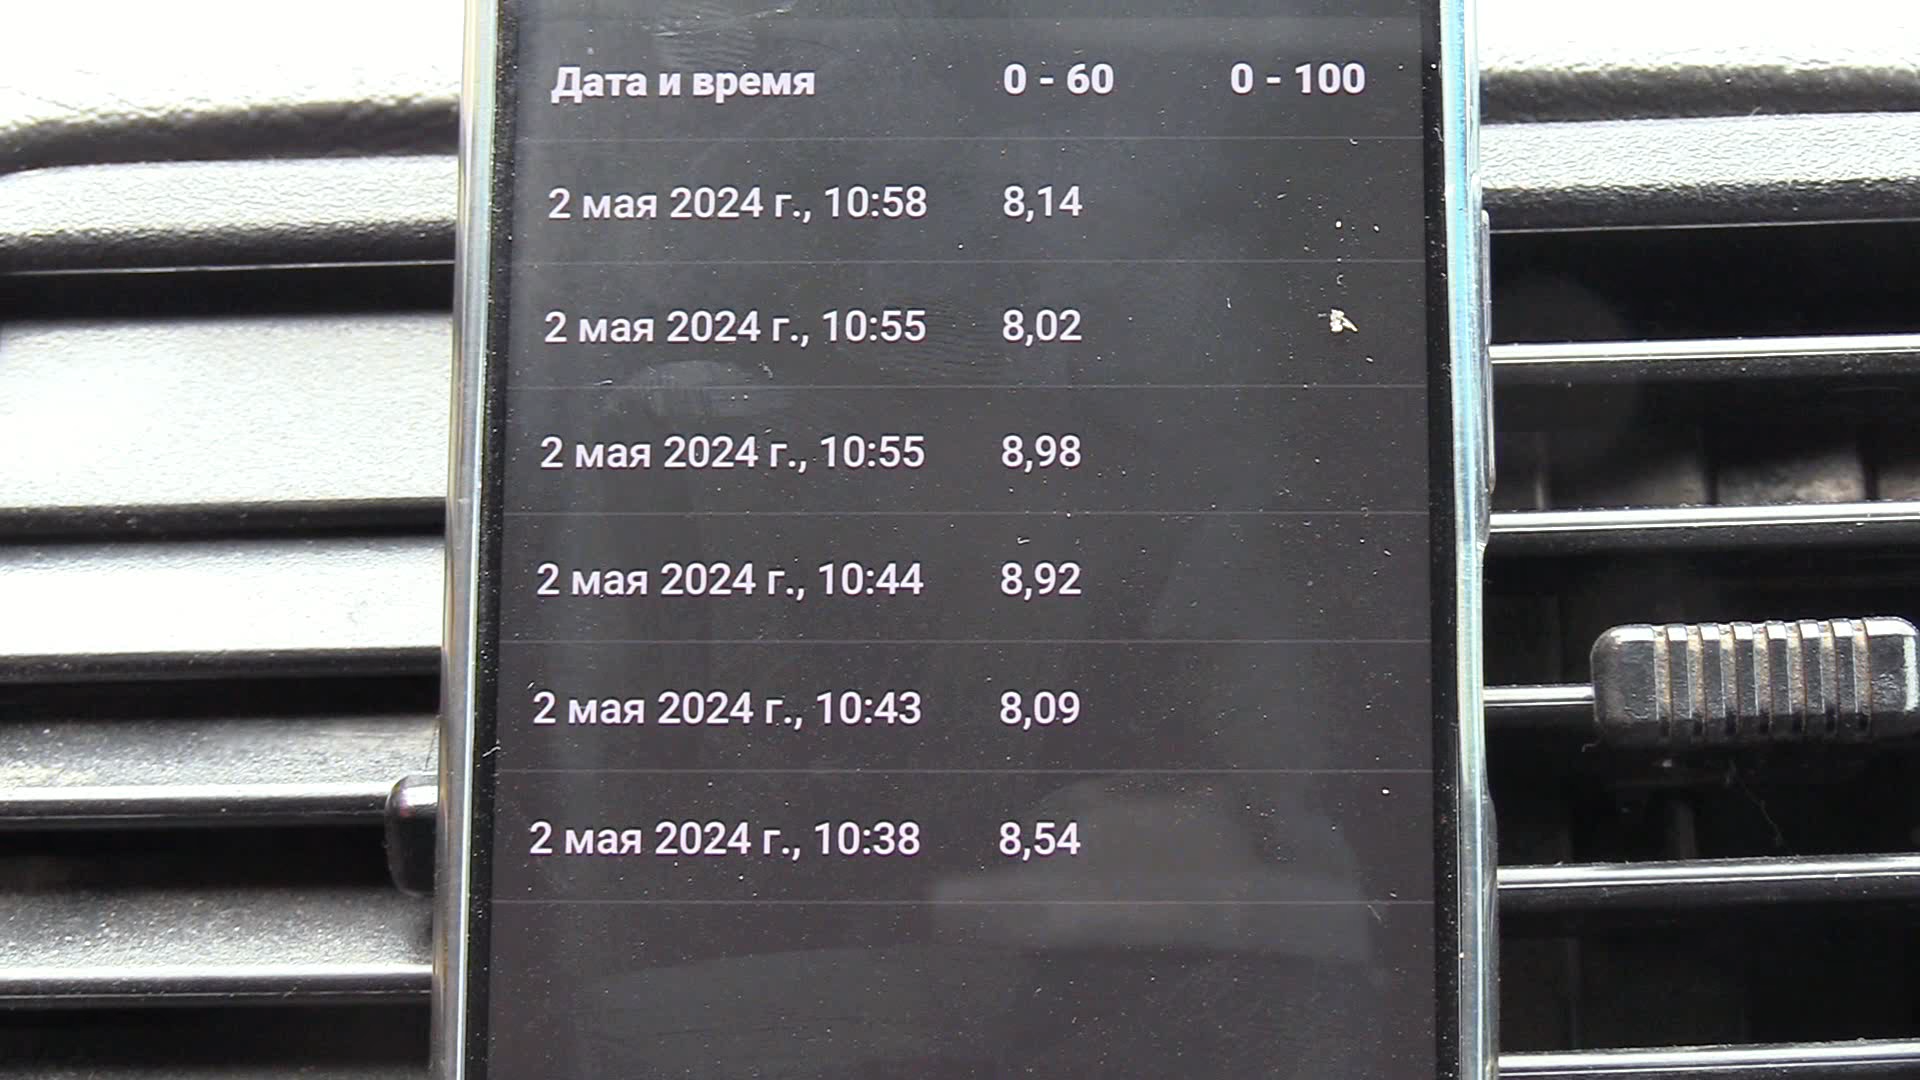 Дата и время 0 - 60 0 - 100
2 мая 2024 г., 10:58 8,14
2 мая 2024 г., 10:55 8,02
2 мая 2024 г., 10:55 8,98
2 мая 2024 г., 10:44 8,92
2 мая 2024 г., 10:43 8,09
2 мая 2024 г., 10:38 8,54